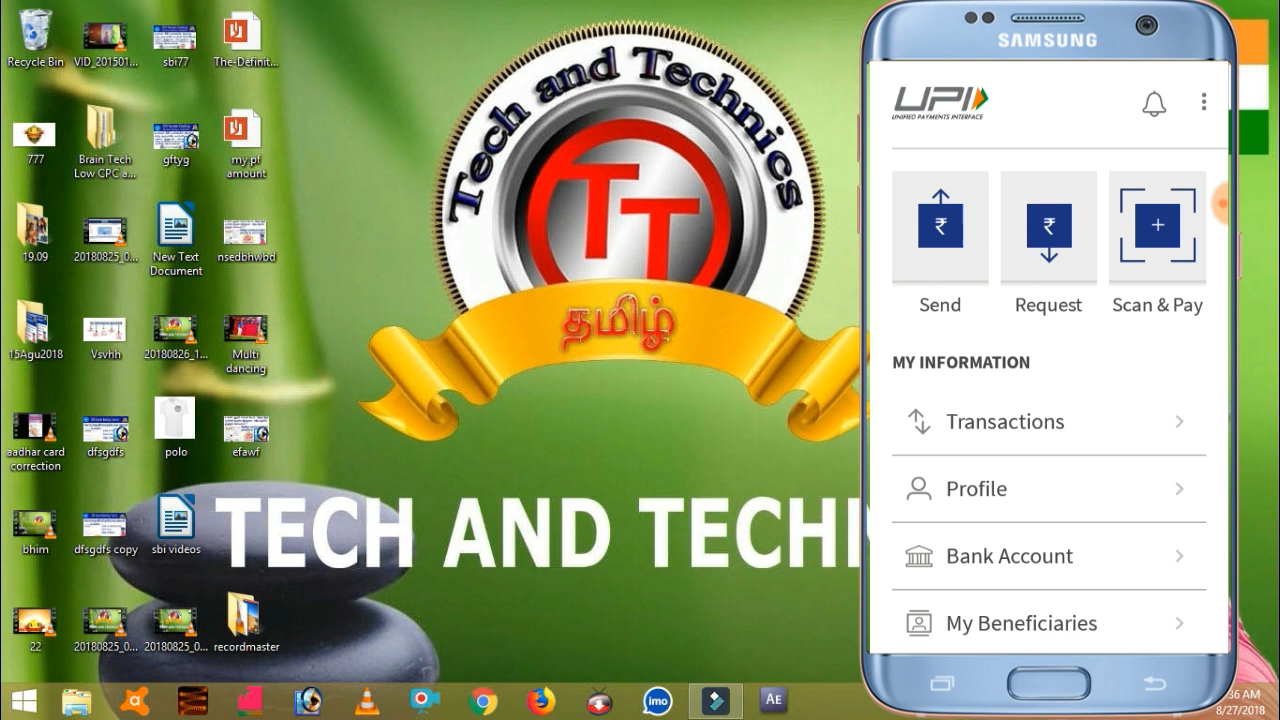 Recycle Bin
VID_201501...
sbi77
The-Definit...
777
Brain Tech
Low CPC a...
gftyg
my pf
amount
19.09
20180825_0...
New Text
Document
nsedbhwbd
15Agu2018
Vsvhh
20180826_1...
Multi
dancing
aadhar card
correction
dfsgdfs
polo
efawf
bhim
dfsgdfs copy
sbi videos
22
20180825_0...
20180825_0...
recordmaster
Tech and Technics
TT
தமிழ்
TECH AND TECHN
SAMSUNG
UPI
UNIFIED PAYMENTS INTERFACE
Send
Request
Scan & Pay
MY INFORMATION
Transactions
Profile
Bank Account
My Beneficiaries
imo
AE
:36 AM
8/27/2018